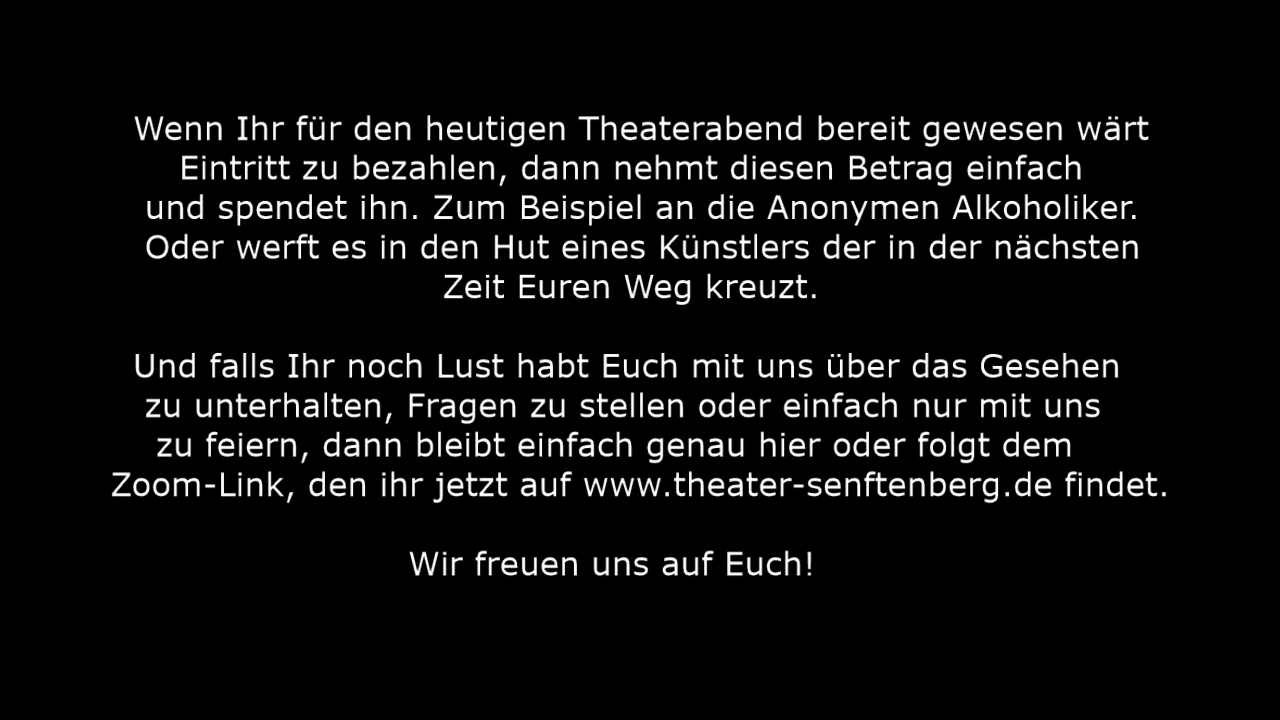 Wenn Ihr für den heutigen Theaterabend bereit gewesen wärt
Eintritt zu bezahlen, dann nehmt diesen Betrag einfach
und spendet ihn. Zum Beispiel an die Anonymen Alkoholiker.
Oder werft es in den Hut eines Künstlers der in der nächsten
Zeit Euren Weg kreuzt.
Und falls Ihr noch Lust habt Euch mit uns über das Gesehen
zu unterhalten, Fragen zu stellen oder einfach nur mit uns
zu feiern, dann bleibt einfach genau hier oder folgt dem
Zoom-Link, den ihr jetzt auf www.theater-senftenberg.de findet.
Wir freuen uns auf Euch!